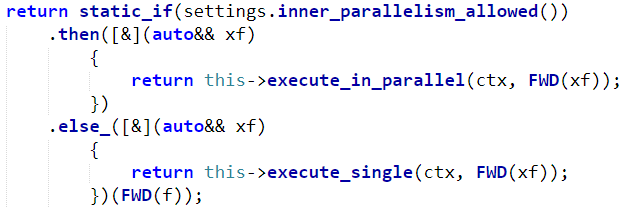 return static_if(settings.inner_parallelism_allowed())
    .then([&](auto&& xf)
        {
            return this->execute_in_parallel(ctx, FWD(xf));
        })
    .else_([&](auto&& xf)
        {
            return this->execute_single(ctx, FWD(xf));
        })(FWD(f));